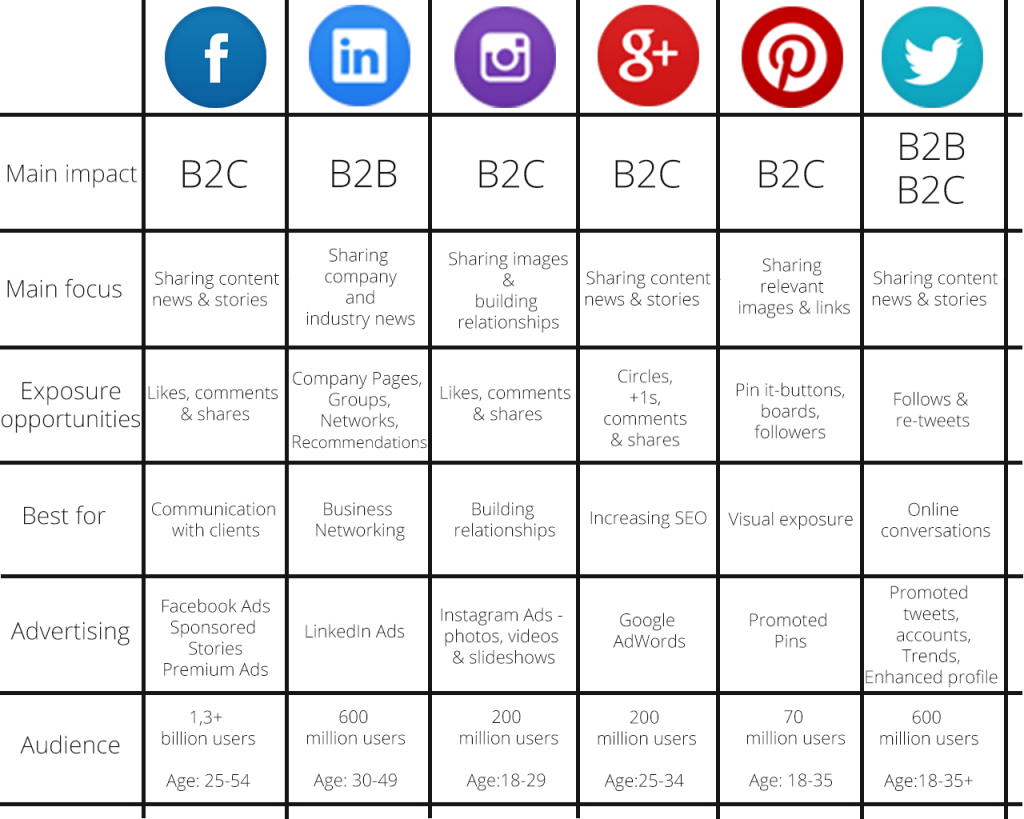 f in g+ p
Main impact B2C B2B B2C B2C B2C B2B
B2C
Main focus
Sharing content
news & stories
Sharing
company
and
industry news
Sharing images
&
building
relationships
Sharing content
news & stories
Sharing
relevant
images & links
Sharing content
news & stories
Exposure
opportunities
Likes, comments
& shares
Company Pages,
Groups,
Networks,
Recommendations
Likes, comments
& shares
Circles,
+1s,
comments
& shares
Pin it-buttons,
boards,
followers
Follows &
re-tweets
Best for
Communication
with clients
Business
Networking
Building
relationships
Increasing SEO
Visual exposure
Online
conversations
Advertising
Facebook Ads
Sponsored
Stories
Premium Ads
LinkedIn Ads
Instagram Ads -
photos, videos
& slideshows
Google
AdWords
Promoted
Pins
Promoted
tweets,
accounts,
Trends,
Enhanced profile
Audience
1,3+
billion users
Age: 25-54
600
million users
Age: 30-49
200
million users
Age:18-29
200
million users
Age:25-34
70
million users
Age: 18-35
600
million users
Age:18-35+